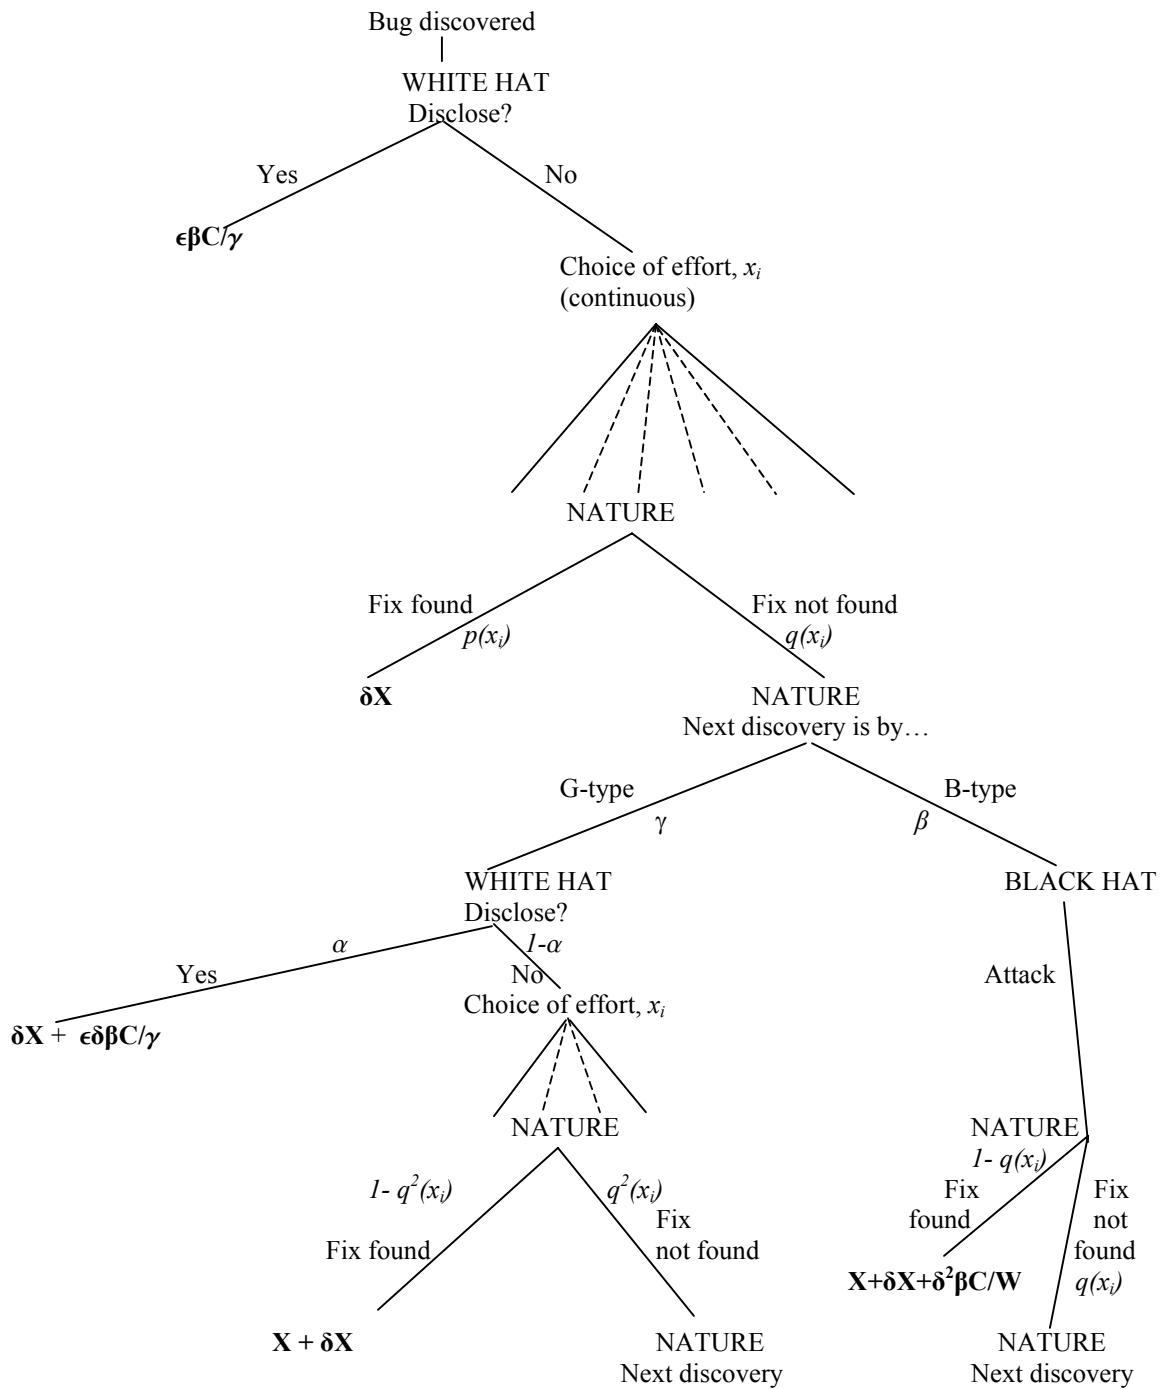 Bug discovered
WHITE HAT
Disclose?
Yes
No
ϵβC/γ
Choice of effort, xᵢ
(continuous)
NATURE
Fix found
p(xᵢ)
Fix not found
q(xᵢ)
δX
NATURE
Next discovery is by…
G-type
γ
B-type
β
WHITE HAT
Disclose?
BLACK HAT
α
1-α
Yes
No
Attack
Choice of effort, xᵢ
δX + ϵδβC/γ
NATURE
NATURE
1- q²(xᵢ)
q²(xᵢ)
Fix found
Fix
not found
1- q(xᵢ)
Fix
found
Fix
not
found
q(xᵢ)
X+δX+δ²βC/W
X + δX
NATURE
Next discovery
NATURE
Next discovery